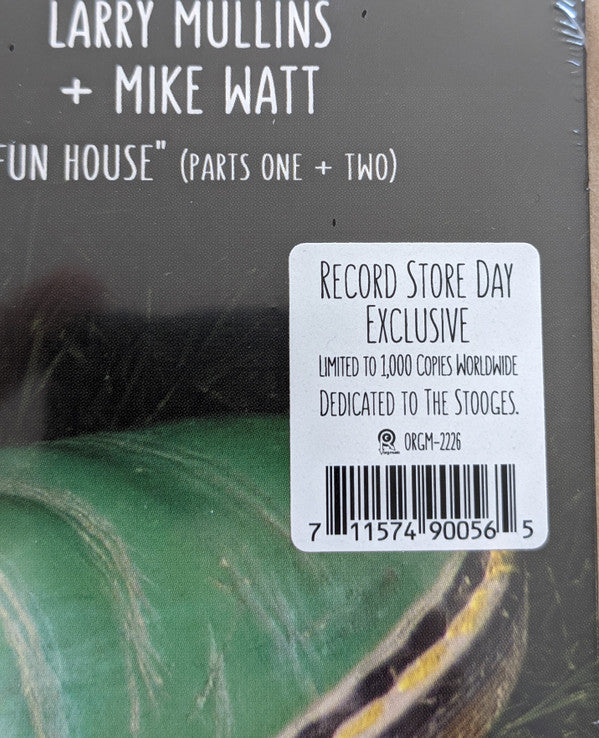 LARRY MULLINS
+ MIKE WATT
FUN HOUSE" (PARTS ONE + TWO)
RECORD STORE DAY
EXCLUSIVE
LIMITED TO 1,000 COPIES WORLDWIDE
DEDICATED TO THE STOOGES.
ORGM-2226
7 11574 90056 5